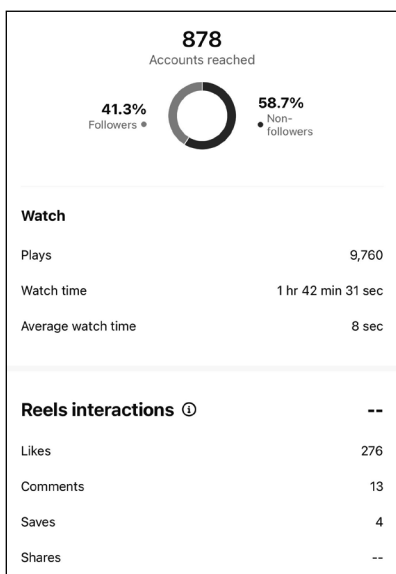 878
Accounts reached
41.3%
Followers
58.7%
Non-
followers
Watch
Plays 9,760
Watch time 1 hr 42 min 31 sec
Average watch time 8 sec
Reels interactions --
Likes 276
Comments 13
Saves 4
Shares --